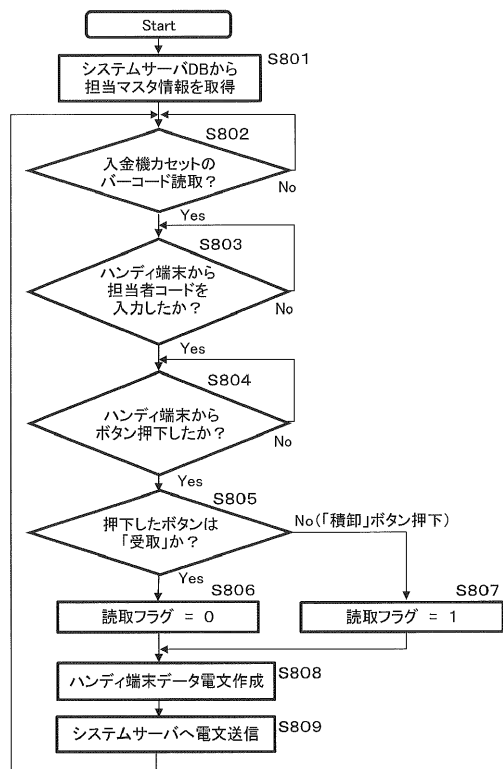 Start
S801
システムサーバDBから
担当マスタ情報を取得
S802
入金機カセットの
バーコード読取？
No
Yes
S803
ハンディ端末から
担当者コードを
入力したか？
No
Yes
S804
ハンディ端末から
ボタン押下したか？
No
Yes
S805
押下したボタンは
「受取」か？
No（「積卸」ボタン押下）
Yes
S806
読取フラグ ＝ 0
S807
読取フラグ ＝ 1
S808
ハンディ端末データ電文作成
S809
システムサーバへ電文送信